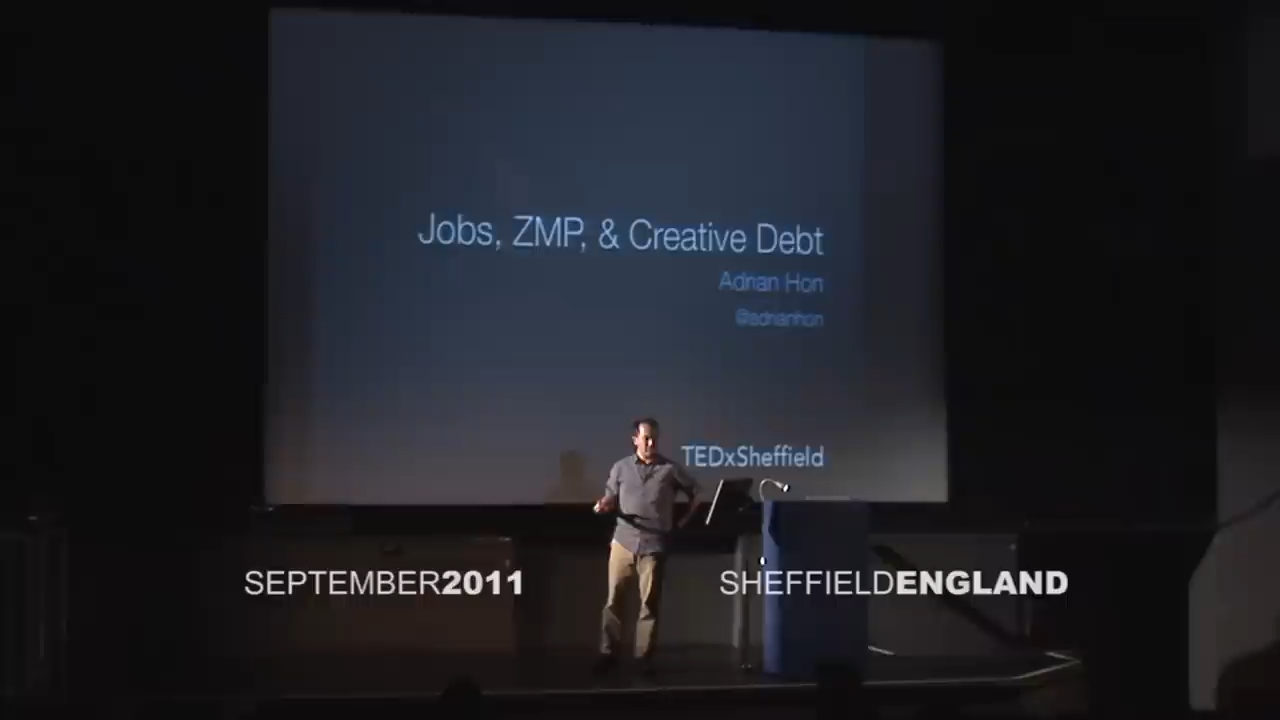 Jobs, ZMP, & Creative Debt
Adrian Hon
@adrianhon
TEDxSheffield
SEPTEMBER2011
SHEFFIELDENGLAND